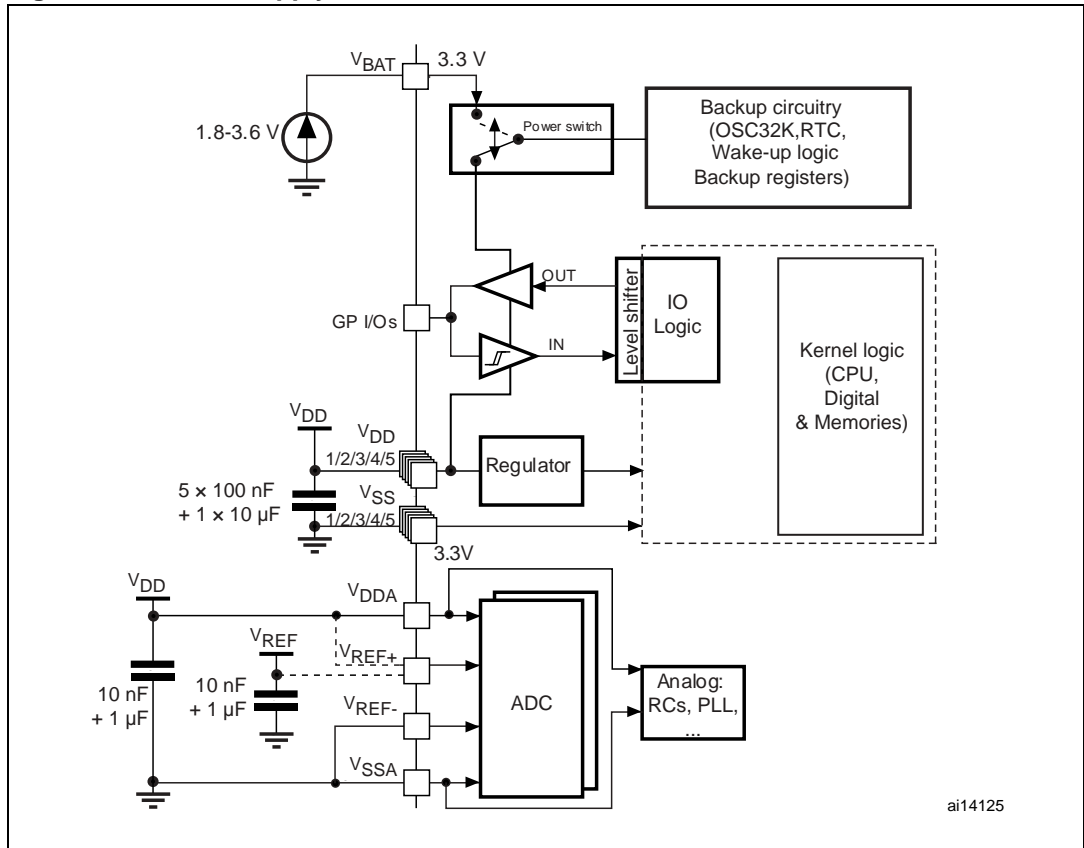 VBAT
3.3 V
1.8-3.6 V
Power switch
Backup circuitry
(OSC32K,RTC,
Wake-up logic
Backup registers)
GP I/Os
OUT
IN
Level shifter
IO
Logic
Kernel logic
(CPU,
Digital
& Memories)
VDD
VDD
1/2/3/4/5
Regulator
5 × 100 nF
+ 1 × 10 µF
VSS
1/2/3/4/5
3.3V
VDD
VDDA
VREF
VREF+
10 nF
+ 1 µF
10 nF
+ 1 µF
VREF-
VSSA
ADC
Analog:
RCs, PLL,
...
ai14125